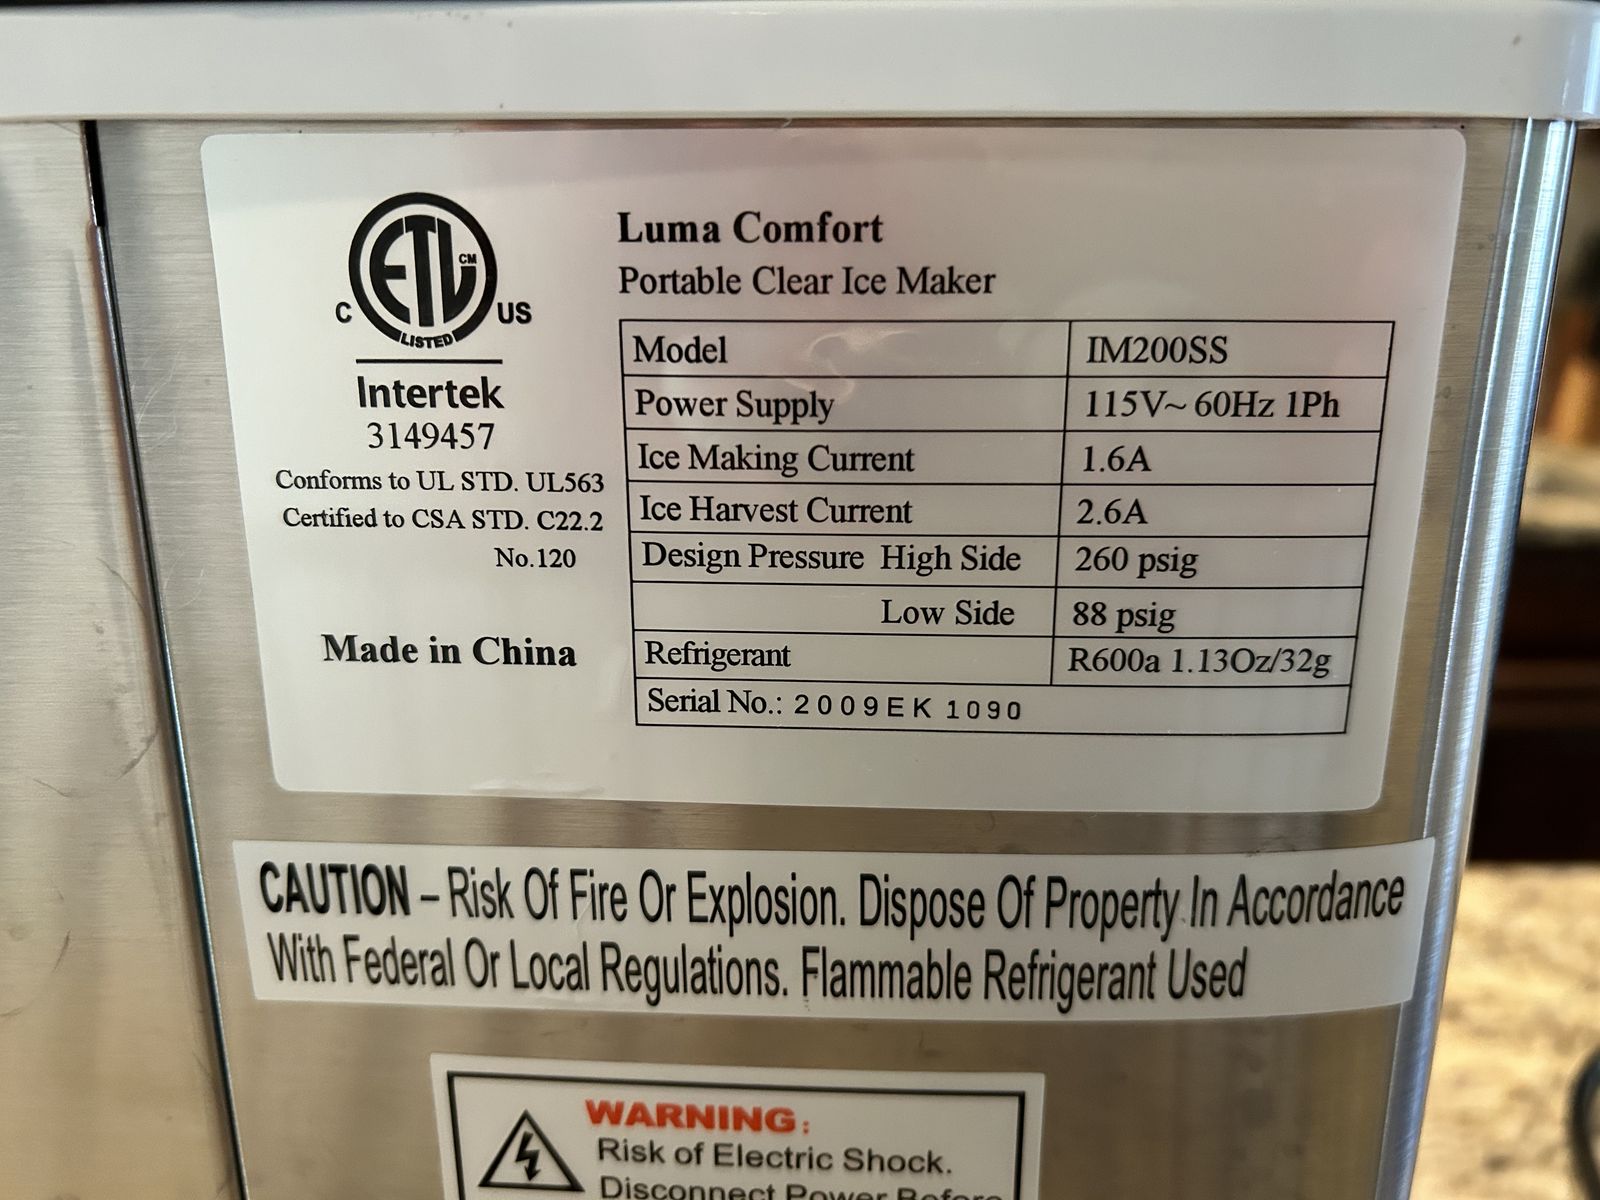 ETL CM
C US
LISTED
Intertek
3149457
Conforms to UL STD. UL563
Certified to CSA STD. C22.2
No.120
Made in China
Luma Comfort
Portable Clear Ice Maker
Model IM200SS
Power Supply 115V~ 60Hz 1Ph
Ice Making Current 1.6A
Ice Harvest Current 2.6A
Design Pressure High Side 260 psig
Low Side 88 psig
Refrigerant R600a 1.13Oz/32g
Serial No.: 2009EK 1090
CAUTION – Risk Of Fire Or Explosion. Dispose Of Property In Accordance
With Federal Or Local Regulations. Flammable Refrigerant Used
WARNING:
Risk of Electric Shock.
Disconnect Power Before